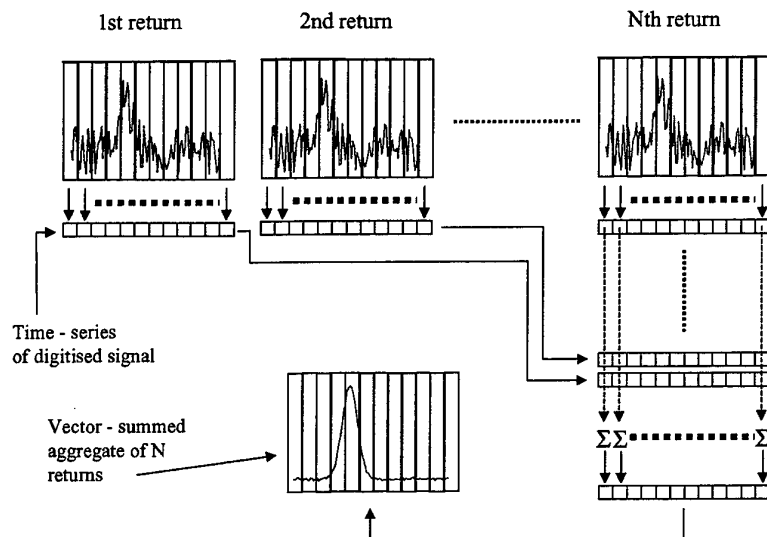 1st return
2nd return
Nth return
Time - series
of digitised signal
Vector - summed
aggregate of N
returns
Σ Σ Σ